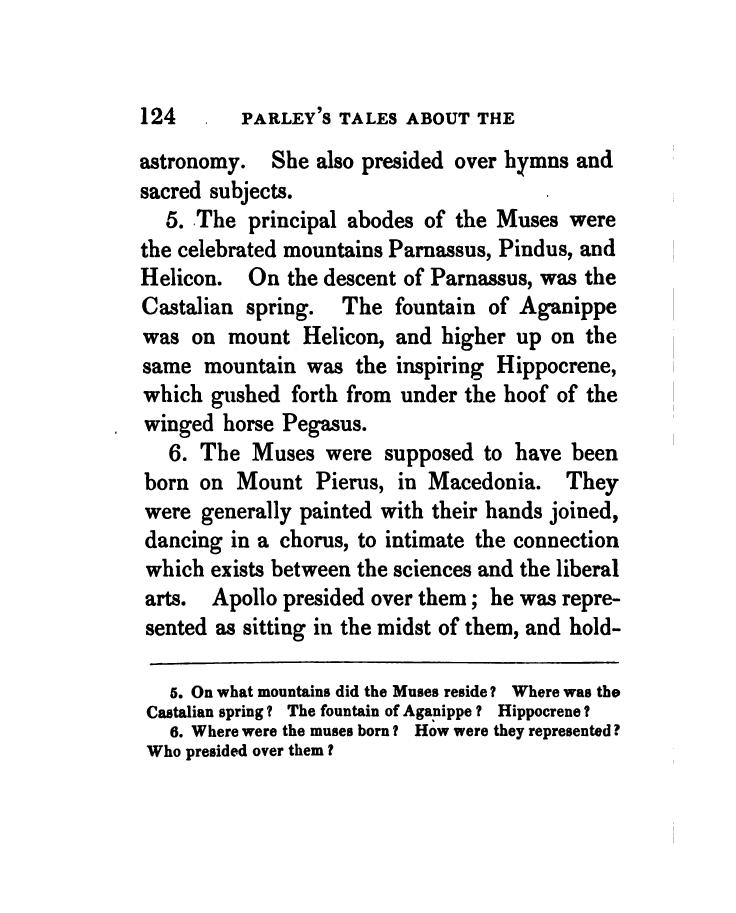 124 PARLEY'S TALES ABOUT THE
astronomy. She also presided over hymns and
sacred subjects.
5. The principal abodes of the Muses were
the celebrated mountains Parnassus, Pindus, and
Helicon. On the descent of Parnassus, was the
Castalian spring. The fountain of Aganippe
was on mount Helicon, and higher up on the
same mountain was the inspiring Hippocrene,
which gushed forth from under the hoof of the
winged horse Pegasus.
6. The Muses were supposed to have been
born on Mount Pierus, in Macedonia. They
were generally painted with their hands joined,
dancing in a chorus, to intimate the connection
which exists between the sciences and the liberal
arts. Apollo presided over them; he was repre-
sented as sitting in the midst of them, and hold-
5. On what mountains did the Muses reside? Where was the
Castalian spring? The fountain of Aganippe? Hippocrene?
6. Where were the muses born? How were they represented?
Who presided over them?